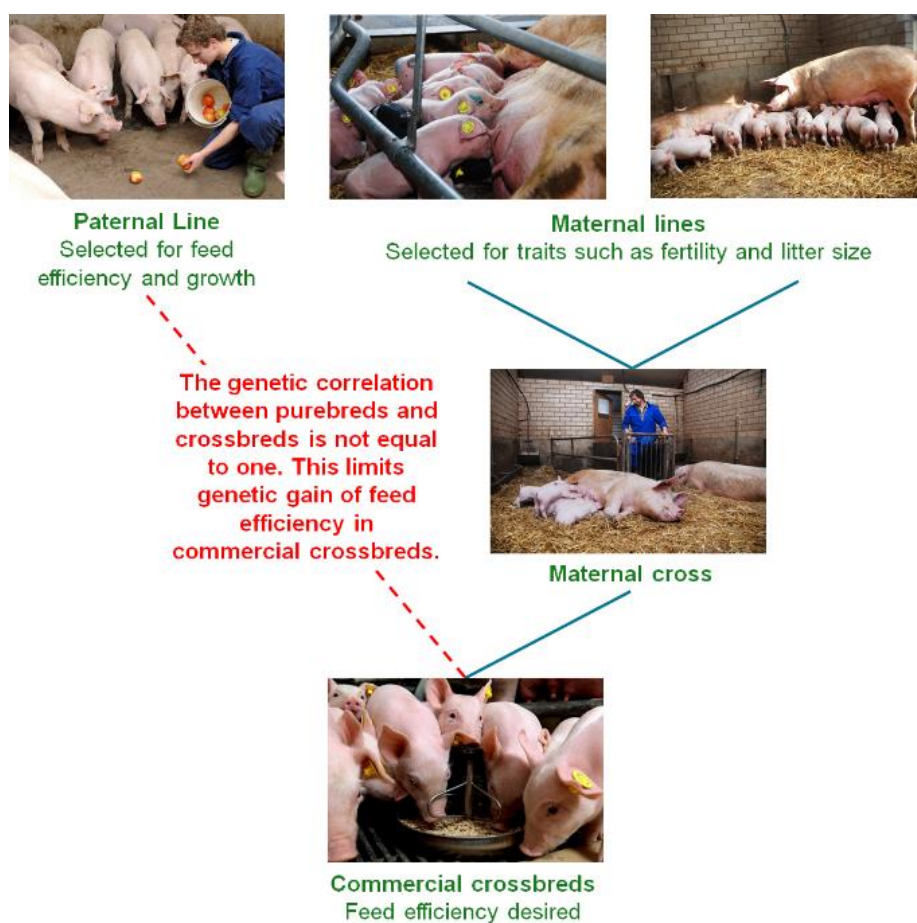 Paternal Line
Selected for feed
efficiency and growth
Maternal lines
Selected for traits such as fertility and litter size
The genetic correlation
between purebreds and
crossbreds is not equal
to one. This limits
genetic gain of feed
efficiency in
commercial crossbreds.
Maternal cross
Commercial crossbreds
Feed efficiency desired